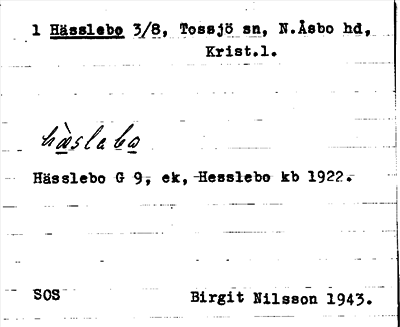 1 Hässlebo 3/8, Tossjö sn, N.Åsbo hd,
Krist.l.
hässlabo
Hässlebo G 9, ek, Hesslebo kb 1922.
SOS Birgit Nilsson 1943.